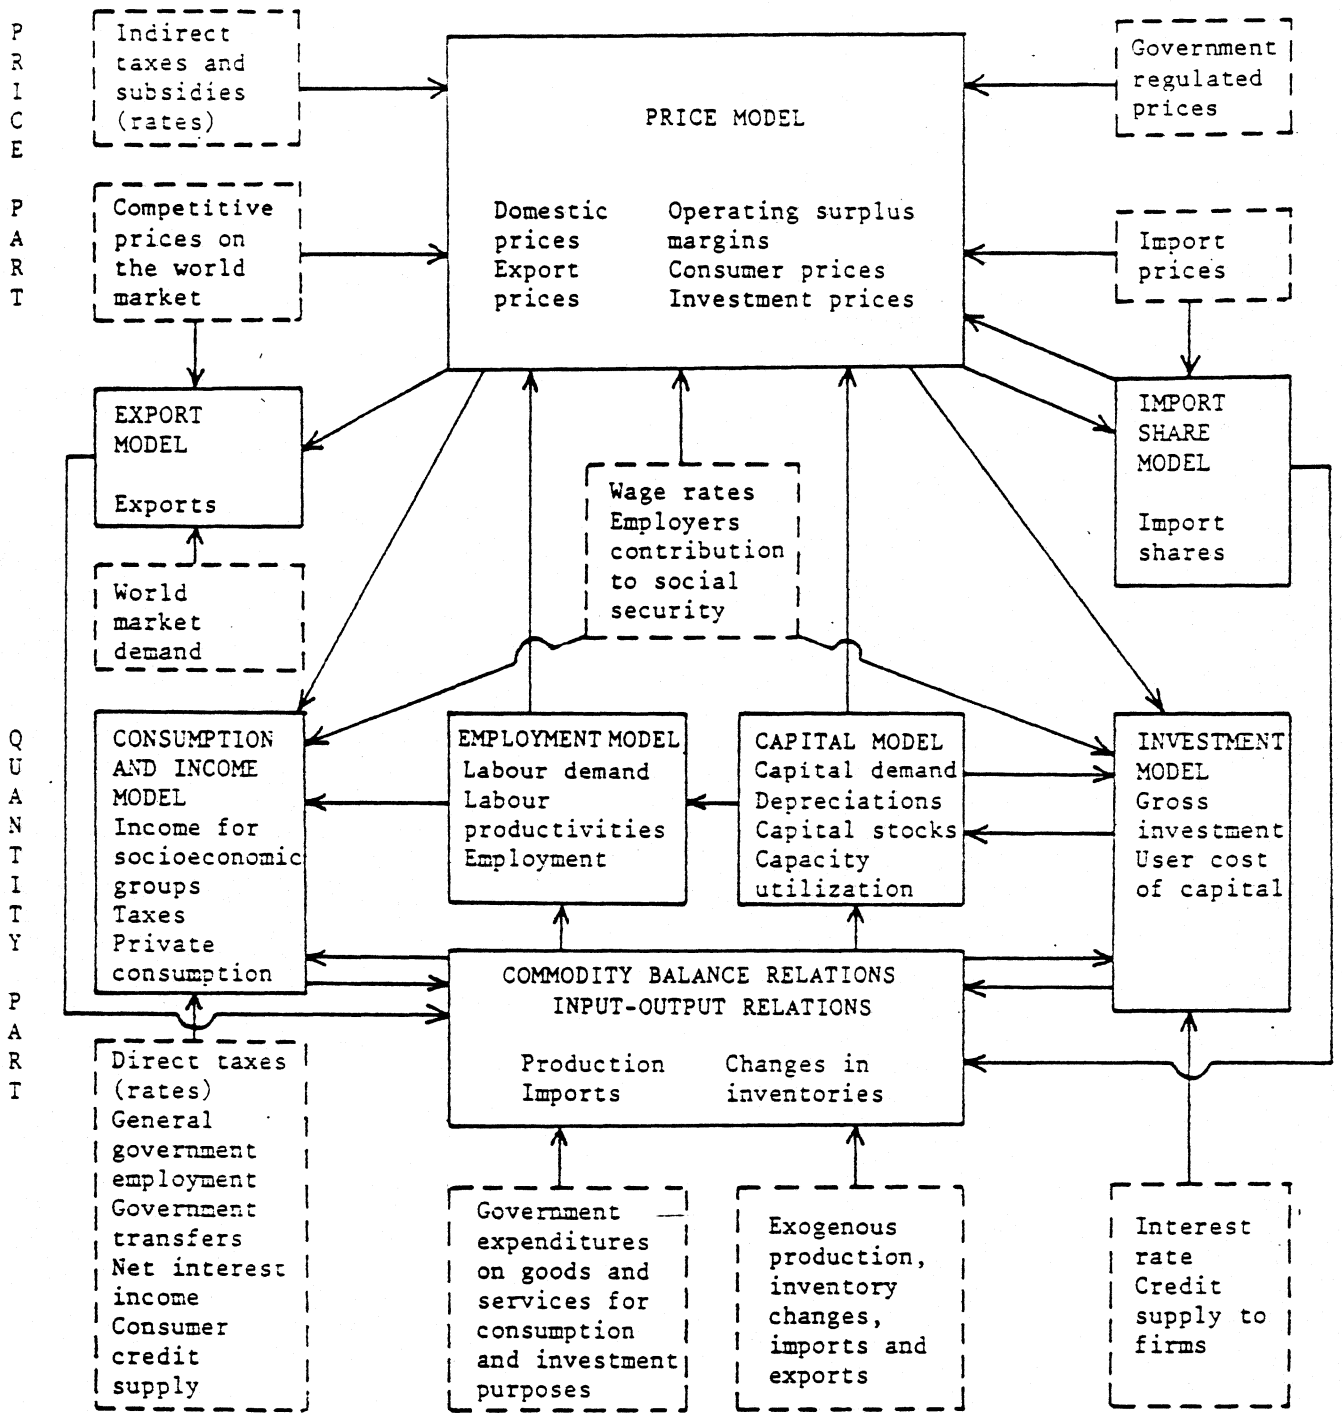 PRICE PART
Indirect
taxes and
subsidies
(rates)
PRICE MODEL
Domestic
prices
Export
prices
Operating surplus
margins
Consumer prices
Investment prices
Government
regulated
prices
Competitive
prices on
the world
market
Import
prices
EXPORT
MODEL
Exports
Wage rates
Employers
contribution
to social
security
IMPORT
SHARE
MODEL
Import
shares
World
market
demand
QUANTITY PART
CONSUMPTION
AND INCOME
MODEL
Income for
socioeconomic
groups
Taxes
Private
consumption
EMPLOYMENT MODEL
Labour demand
Labour
productivities
Employment
CAPITAL MODEL
Capital demand
Depreciations
Capital stocks
Capacity
utilization
INVESTMENT
MODEL
Gross
investment
User cost
of capital
COMMODITY BALANCE RELATIONS
INPUT-OUTPUT RELATIONS
Production
Imports
Changes in
inventories
Direct taxes
(rates)
General
government
employment
Government
transfers
Net interest
income
Consumer
credit
supply
Government
expenditures
on goods and
services for
consumption
and investment
purposes
Exogenous
production,
inventory
changes,
imports and
exports
Interest
rate
Credit
supply to
firms